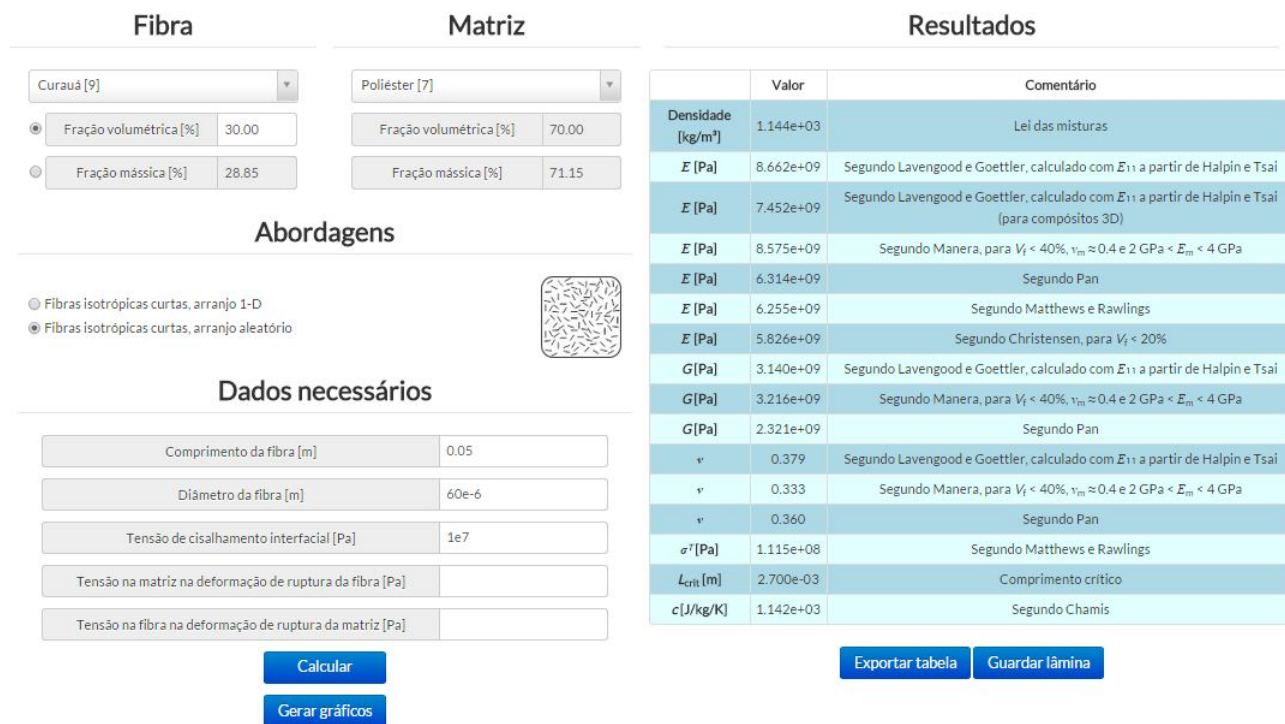 Fibra
Matriz
Curauá [9]
Poliéster [7]
Fração volumétrica [%] 30.00
Fração volumétrica [%] 70.00
Fração mássica [%] 28.85
Fração mássica [%] 71.15
Abordagens
Fibras isotrópicas curtas, arranjo 1-D
Fibras isotrópicas curtas, arranjo aleatório
Dados necessários
Comprimento da fibra [m] 0.05
Diâmetro da fibra [m] 60e-6
Tensão de cisalhamento interfacial [Pa] 1e7
Tensão na matriz na deformação de ruptura da fibra [Pa]
Tensão na fibra na deformação de ruptura da matriz [Pa]
Calcular
Gerar gráficos
Resultados
Valor Comentário
Densidade
[kg/m³] 1.144e+03 Lei das misturas
E [Pa] 8.662e+09 Segundo Lavengood e Goettler, calculado com E₁₁ a partir de Halpin e Tsai
E [Pa] 7.452e+09 Segundo Lavengood e Goettler, calculado com E₁₁ a partir de Halpin e Tsai
(para compósitos 3D)
E [Pa] 8.575e+09 Segundo Manera, para Vf < 40%, νm ≈ 0.4 e 2 GPa < Em < 4 GPa
E [Pa] 6.314e+09 Segundo Pan
E [Pa] 6.255e+09 Segundo Matthews e Rawlings
E [Pa] 5.826e+09 Segundo Christensen, para Vf < 20%
G[Pa] 3.140e+09 Segundo Lavengood e Goettler, calculado com E₁₁ a partir de Halpin e Tsai
G[Pa] 3.216e+09 Segundo Manera, para Vf < 40%, νm ≈ 0.4 e 2 GPa < Em < 4 GPa
G[Pa] 2.321e+09 Segundo Pan
ν 0.379 Segundo Lavengood e Goettler, calculado com E₁₁ a partir de Halpin e Tsai
ν 0.333 Segundo Manera, para Vf < 40%, νm ≈ 0.4 e 2 GPa < Em < 4 GPa
ν 0.360 Segundo Pan
σᵀ[Pa] 1.115e+08 Segundo Matthews e Rawlings
Lcrit [m] 2.700e-03 Comprimento crítico
c[J/kg/K] 1.142e+03 Segundo Chamis
Exportar tabela
Guardar lâmina